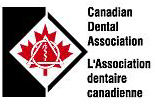 Canadian
Dental
Association
L'Association
dentaire
canadienne